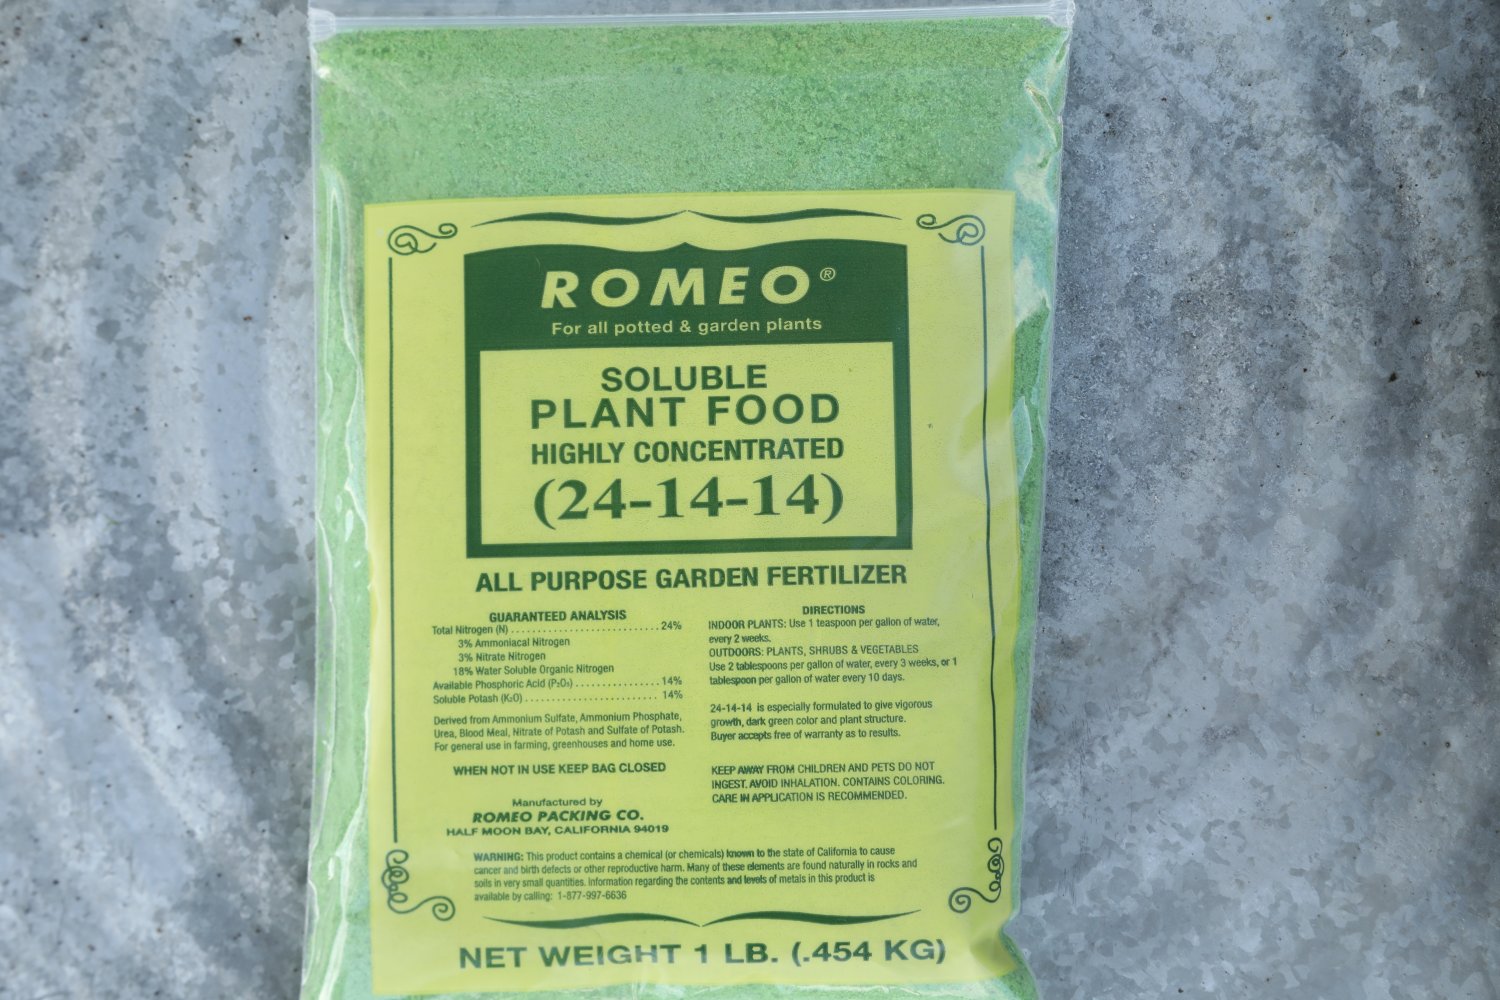 ROMEO®
For all potted & garden plants
SOLUBLE
PLANT FOOD
HIGHLY CONCENTRATED
(24-14-14)
ALL PURPOSE GARDEN FERTILIZER
GUARANTEED ANALYSIS
Total Nitrogen (N) ............................ 24%
3% Ammoniacal Nitrogen
3% Nitrate Nitrogen
18% Water Soluble Organic Nitrogen
Available Phosphoric Acid (P₂O₅) ................ 14%
Soluble Potash (K₂O) ......................... 14%
Derived from Ammonium Sulfate, Ammonium Phosphate,
Urea, Blood Meal, Nitrate of Potash and Sulfate of Potash.
For general use in farming, greenhouses and home use.
WHEN NOT IN USE KEEP BAG CLOSED
Manufactured by
ROMEO PACKING CO.
HALF MOON BAY, CALIFORNIA 94019
DIRECTIONS
INDOOR PLANTS: Use 1 teaspoon per gallon of water,
every 2 weeks.
OUTDOORS: PLANTS, SHRUBS & VEGETABLES
Use 2 tablespoons per gallon of water, every 3 weeks, or 1
tablespoon per gallon of water every 10 days.
24-14-14 is especially formulated to give vigorous
growth, dark green color and plant structure.
Buyer accepts free of warranty as to results.
KEEP AWAY FROM CHILDREN AND PETS DO NOT
INGEST. AVOID INHALATION. CONTAINS COLORING.
CARE IN APPLICATION IS RECOMMENDED.
WARNING: This product contains a chemical (or chemicals) known to the state of California to cause
cancer and birth defects or other reproductive harm. Many of these elements are found naturally in rocks and
soils in very small quantities. Information regarding the contents and levels of metals in this product is
available by calling: 1-877-997-6636
NET WEIGHT 1 LB. (.454 KG)